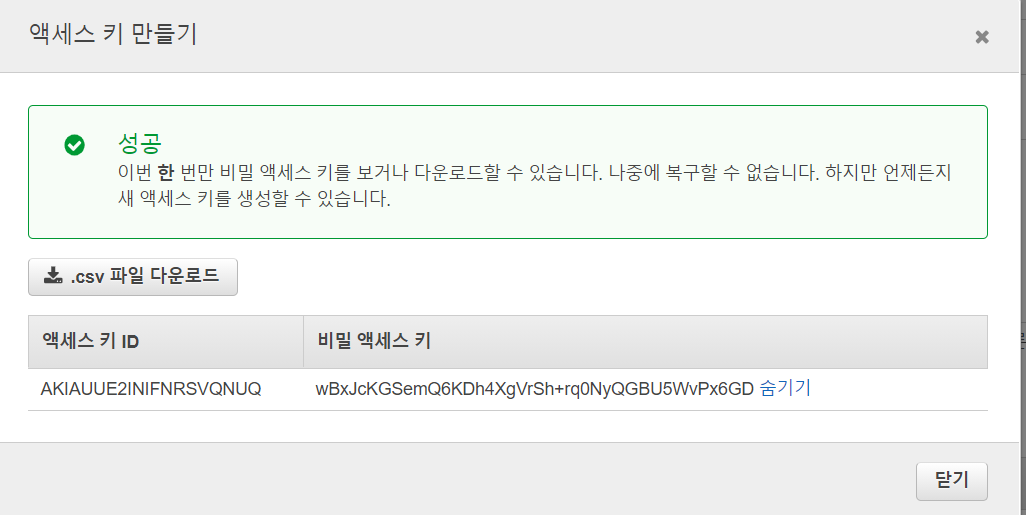 액세스 키 만들기
성공
이번 한 번만 비밀 액세스 키를 보거나 다운로드할 수 있습니다. 나중에 복구할 수 없습니다. 하지만 언제든지
새 액세스 키를 생성할 수 있습니다.
.csv 파일 다운로드
액세스 키 ID 비밀 액세스 키
AKIAUUE2INIFNRSVQNUQ wBxJcKGSemQ6KDh4XgVrSh+rq0NyQGBU5WvPx6GD 숨기기
닫기